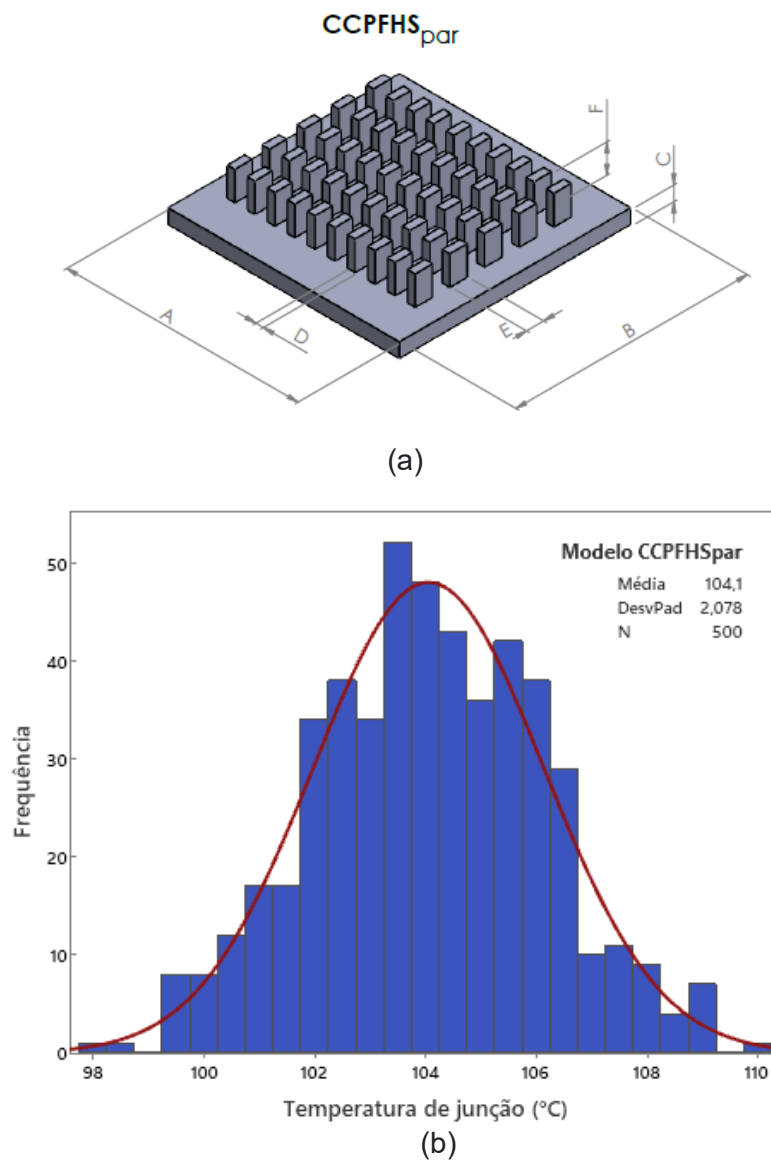 CCPFHSpar
F
C
A
D
E
B
(a)
Modelo CCPFHSpar
Média 104,1
DesvPad 2,078
N 500
50
40
30
20
10
0
Frequência
98 100 102 104 106 108 110
Temperatura de junção (°C)
(b)